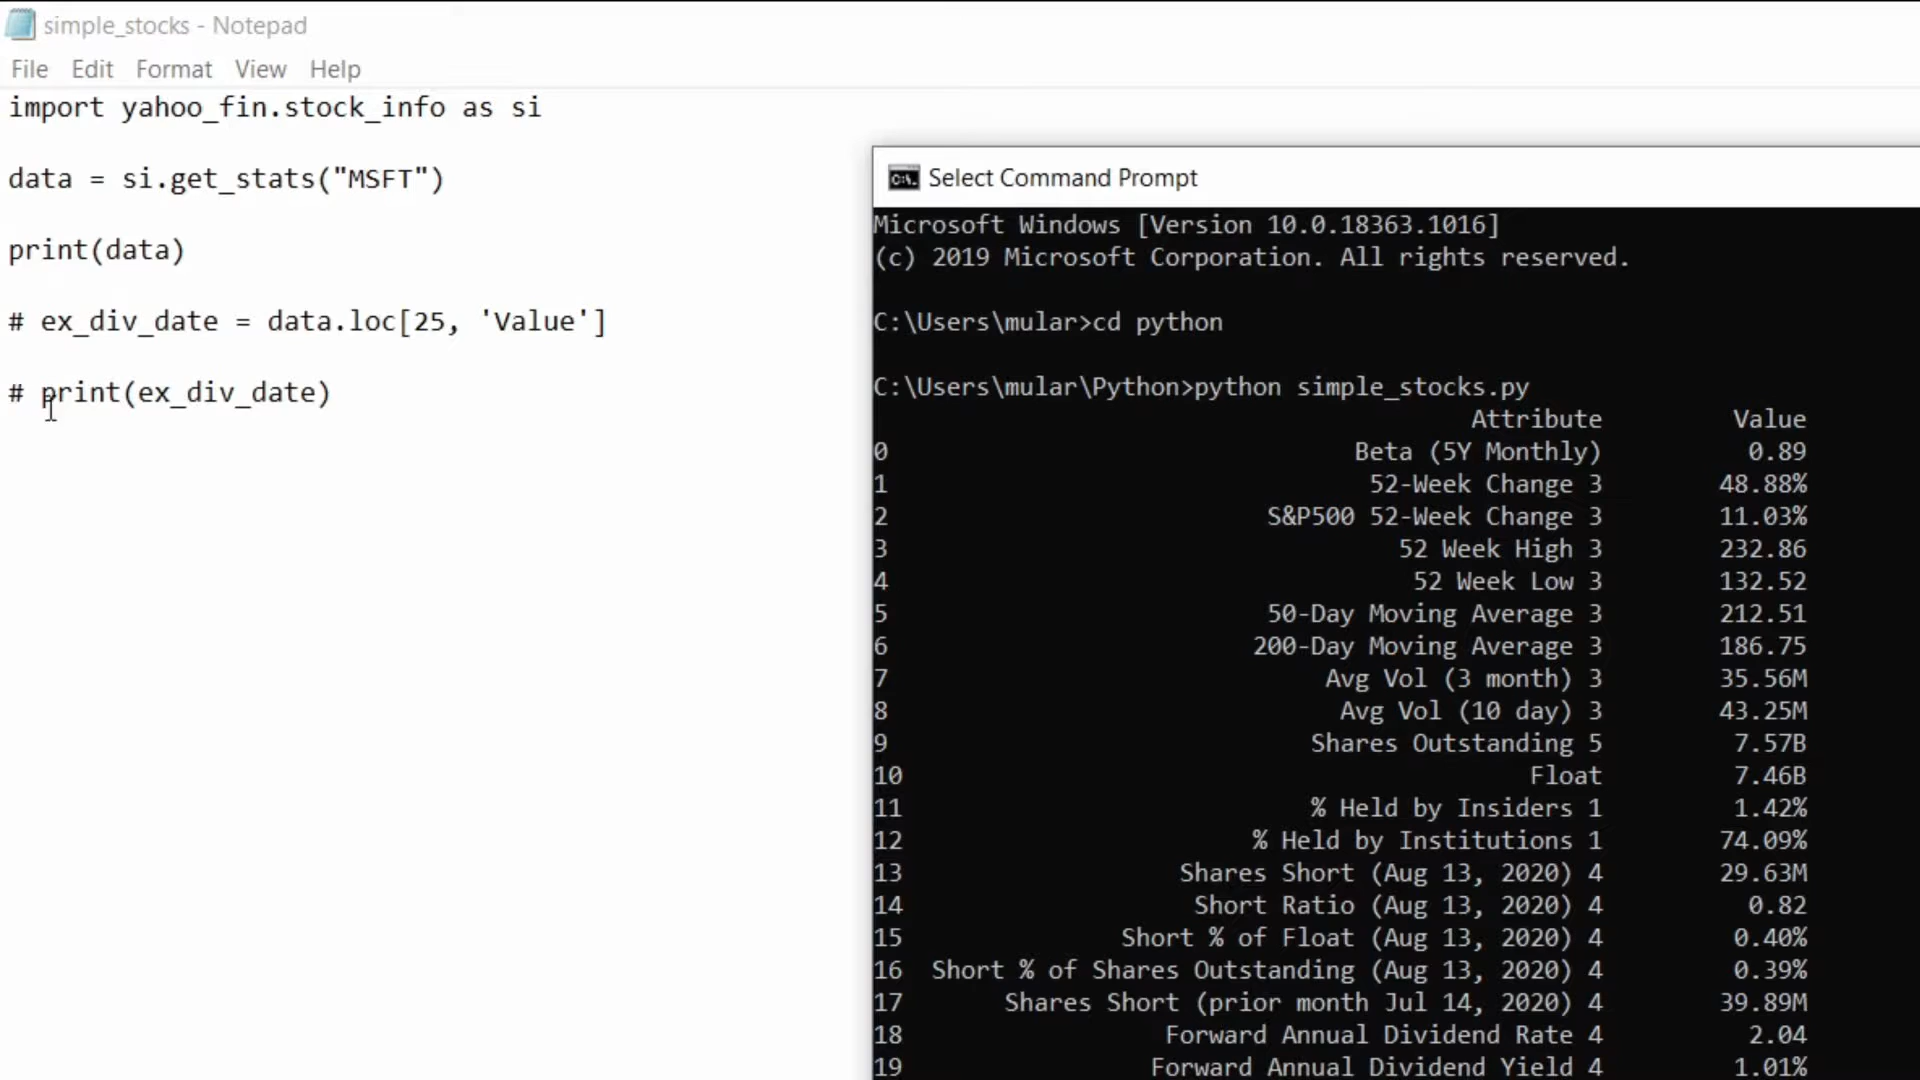 simple_stocks - Notepad
File Edit Format View Help
import yahoo_fin.stock_info as si
data = si.get_stats("MSFT")
print(data)
# ex_div_date = data.loc[25, 'Value']
# print(ex_div_date)
Select Command Prompt
Microsoft Windows [Version 10.0.18363.1016]
(c) 2019 Microsoft Corporation. All rights reserved.
C:\Users\mular>cd python
C:\Users\mular\Python>python simple_stocks.py
Attribute Value
0 Beta (5Y Monthly) 0.89
1 52-Week Change 3 48.88%
2 S&P500 52-Week Change 3 11.03%
3 52 Week High 3 232.86
4 52 Week Low 3 132.52
5 50-Day Moving Average 3 212.51
6 200-Day Moving Average 3 186.75
7 Avg Vol (3 month) 3 35.56M
8 Avg Vol (10 day) 3 43.25M
9 Shares Outstanding 5 7.57B
10 Float 7.46B
11 % Held by Insiders 1 1.42%
12 % Held by Institutions 1 74.09%
13 Shares Short (Aug 13, 2020) 4 29.63M
14 Short Ratio (Aug 13, 2020) 4 0.82
15 Short % of Float (Aug 13, 2020) 4 0.40%
16 Short % of Shares Outstanding (Aug 13, 2020) 4 0.39%
17 Shares Short (prior month Jul 14, 2020) 4 39.89M
18 Forward Annual Dividend Rate 4 2.04
19 Forward Annual Dividend Yield 4 1.01%